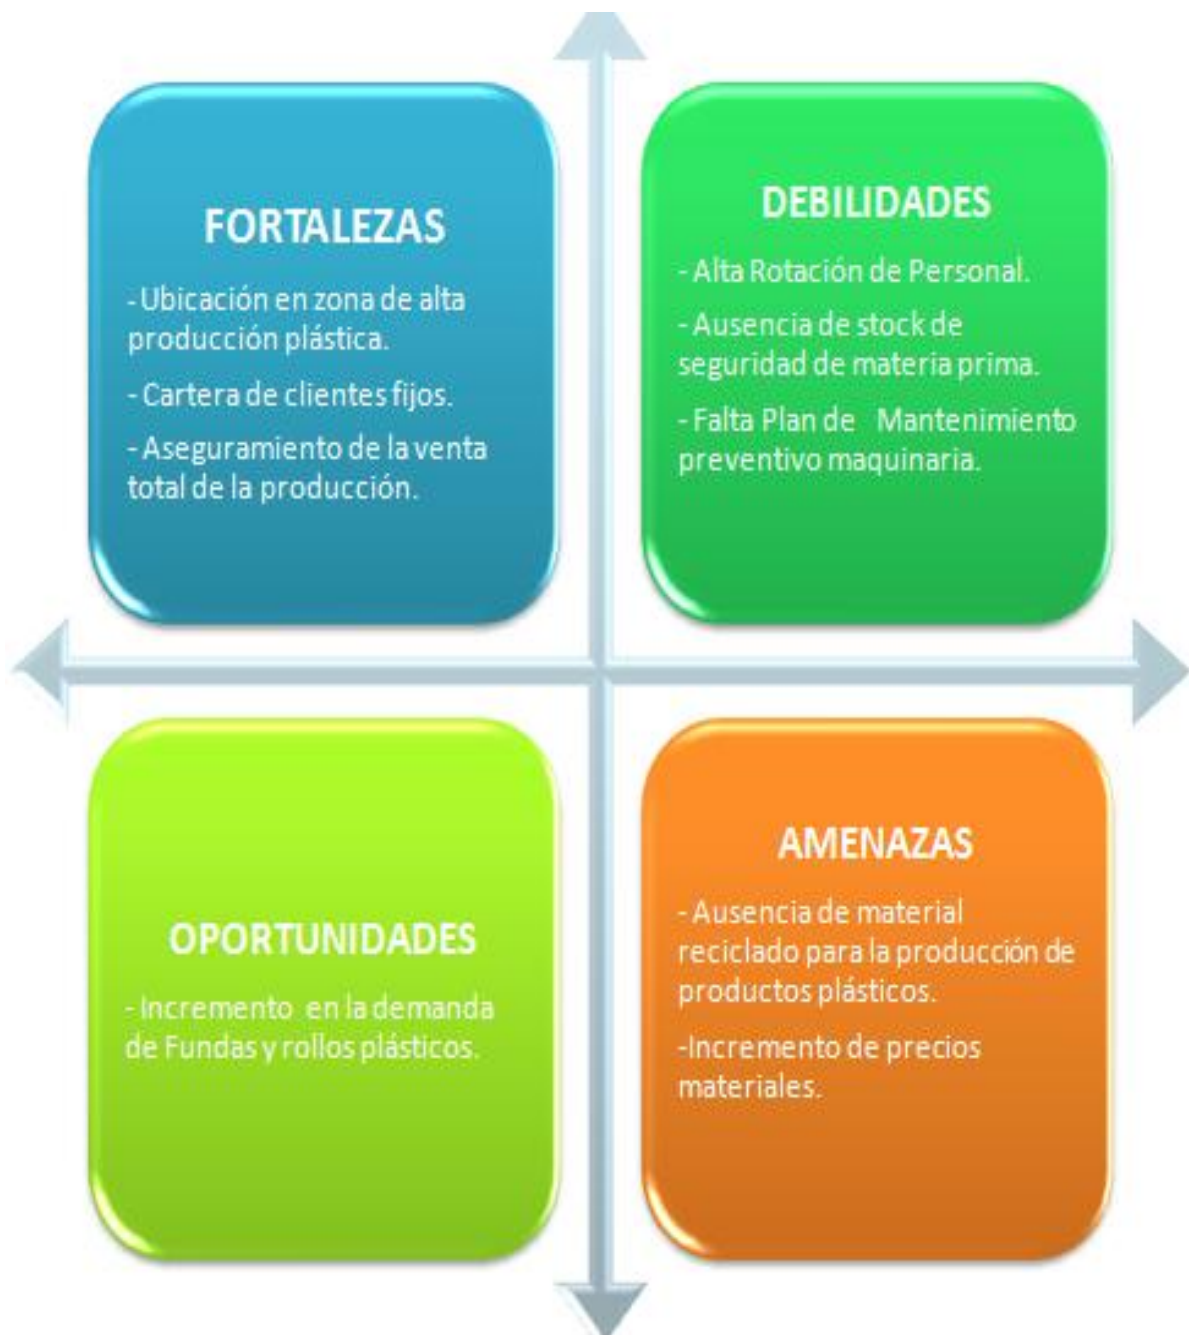 FORTALEZAS
- Ubicación en zona de alta
producción plástica.
- Cartera de clientes fijos.
- Aseguramiento de la venta
total de la producción.
DEBILIDADES
- Alta Rotación de Personal.
- Ausencia de stock de
seguridad de materia prima.
- Falta Plan de Mantenimiento
preventivo maquinaria.
OPORTUNIDADES
- Incremento en la demanda
de Fundas y rollos plásticos.
AMENAZAS
- Ausencia de material
reciclado para la producción de
productos plásticos.
-Incremento de precios
materiales.